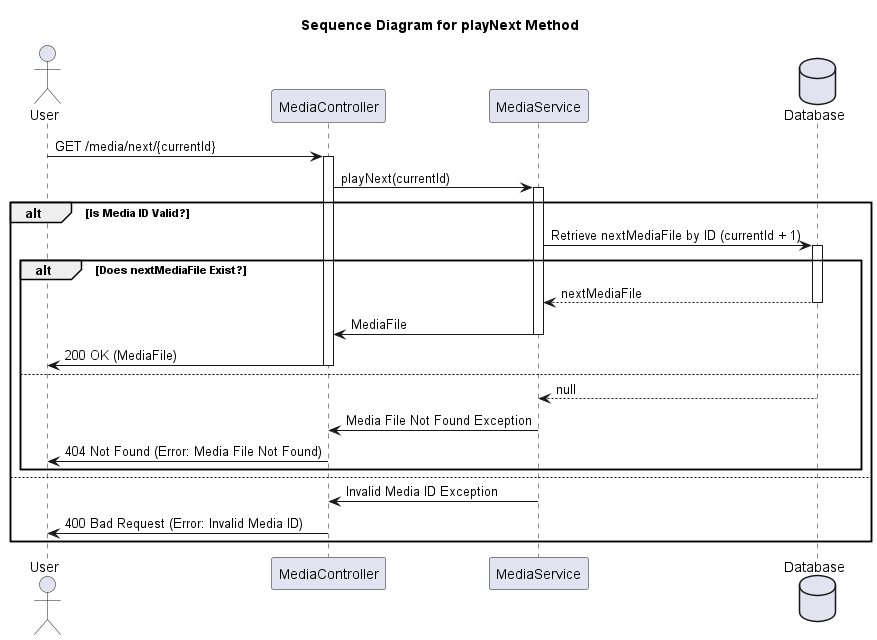 Sequence Diagram for playNext Method
User
MediaController
MediaService
Database
GET /media/next/{currentId}
playNext(currentId)
alt
[Is Media ID Valid?]
Retrieve nextMediaFile by ID (currentId + 1)
alt
[Does nextMediaFile Exist?]
nextMediaFile
MediaFile
200 OK (MediaFile)
null
Media File Not Found Exception
404 Not Found (Error: Media File Not Found)
Invalid Media ID Exception
400 Bad Request (Error: Invalid Media ID)
User
MediaController
MediaService
Database